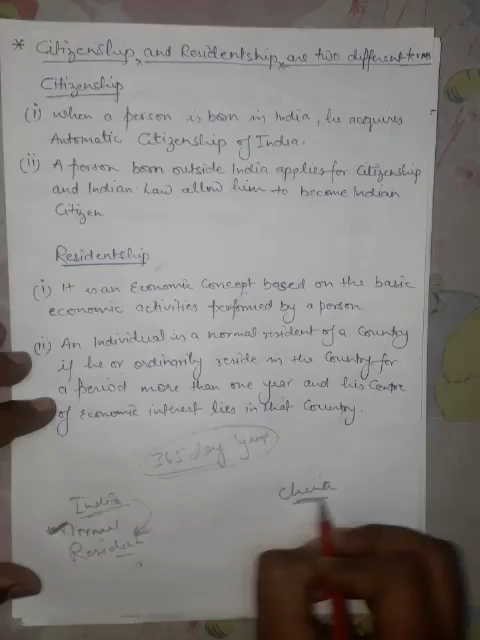 * Citizenship and Residentship are two different terms
Citizenship
(i) when a person is born in India, he acquires
Automatic Citizenship of India.
(ii) A person born outside India applies for Citizenship
and Indian Law allow him to become Indian
Citizen
Residentship
(i) It is an Economic Concept based on the basic
economic activities performed by a person
(ii) An Individual is a normal resident of a Country
if he or ordinarily reside in the Country for
a period more than one year and his Centre
of economic interest lies in that Country.
365 day
India
China
Normal
Resident